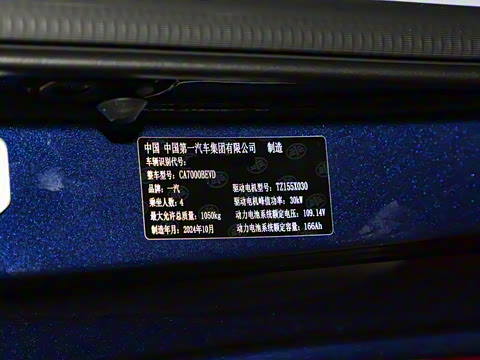 中国 中国第一汽车集团有限公司 制造
车辆识别代号:
整车型号: CA7000BEVD
品牌: 一汽 驱动电机型号: TZ155X030
乘坐人数: 4 驱动电机峰值功率: 30kW
最大允许总质量: 1050kg 动力电池系统额定电压: 109.14V
制造年月: 2024年10月 动力电池系统额定容量: 166Ah